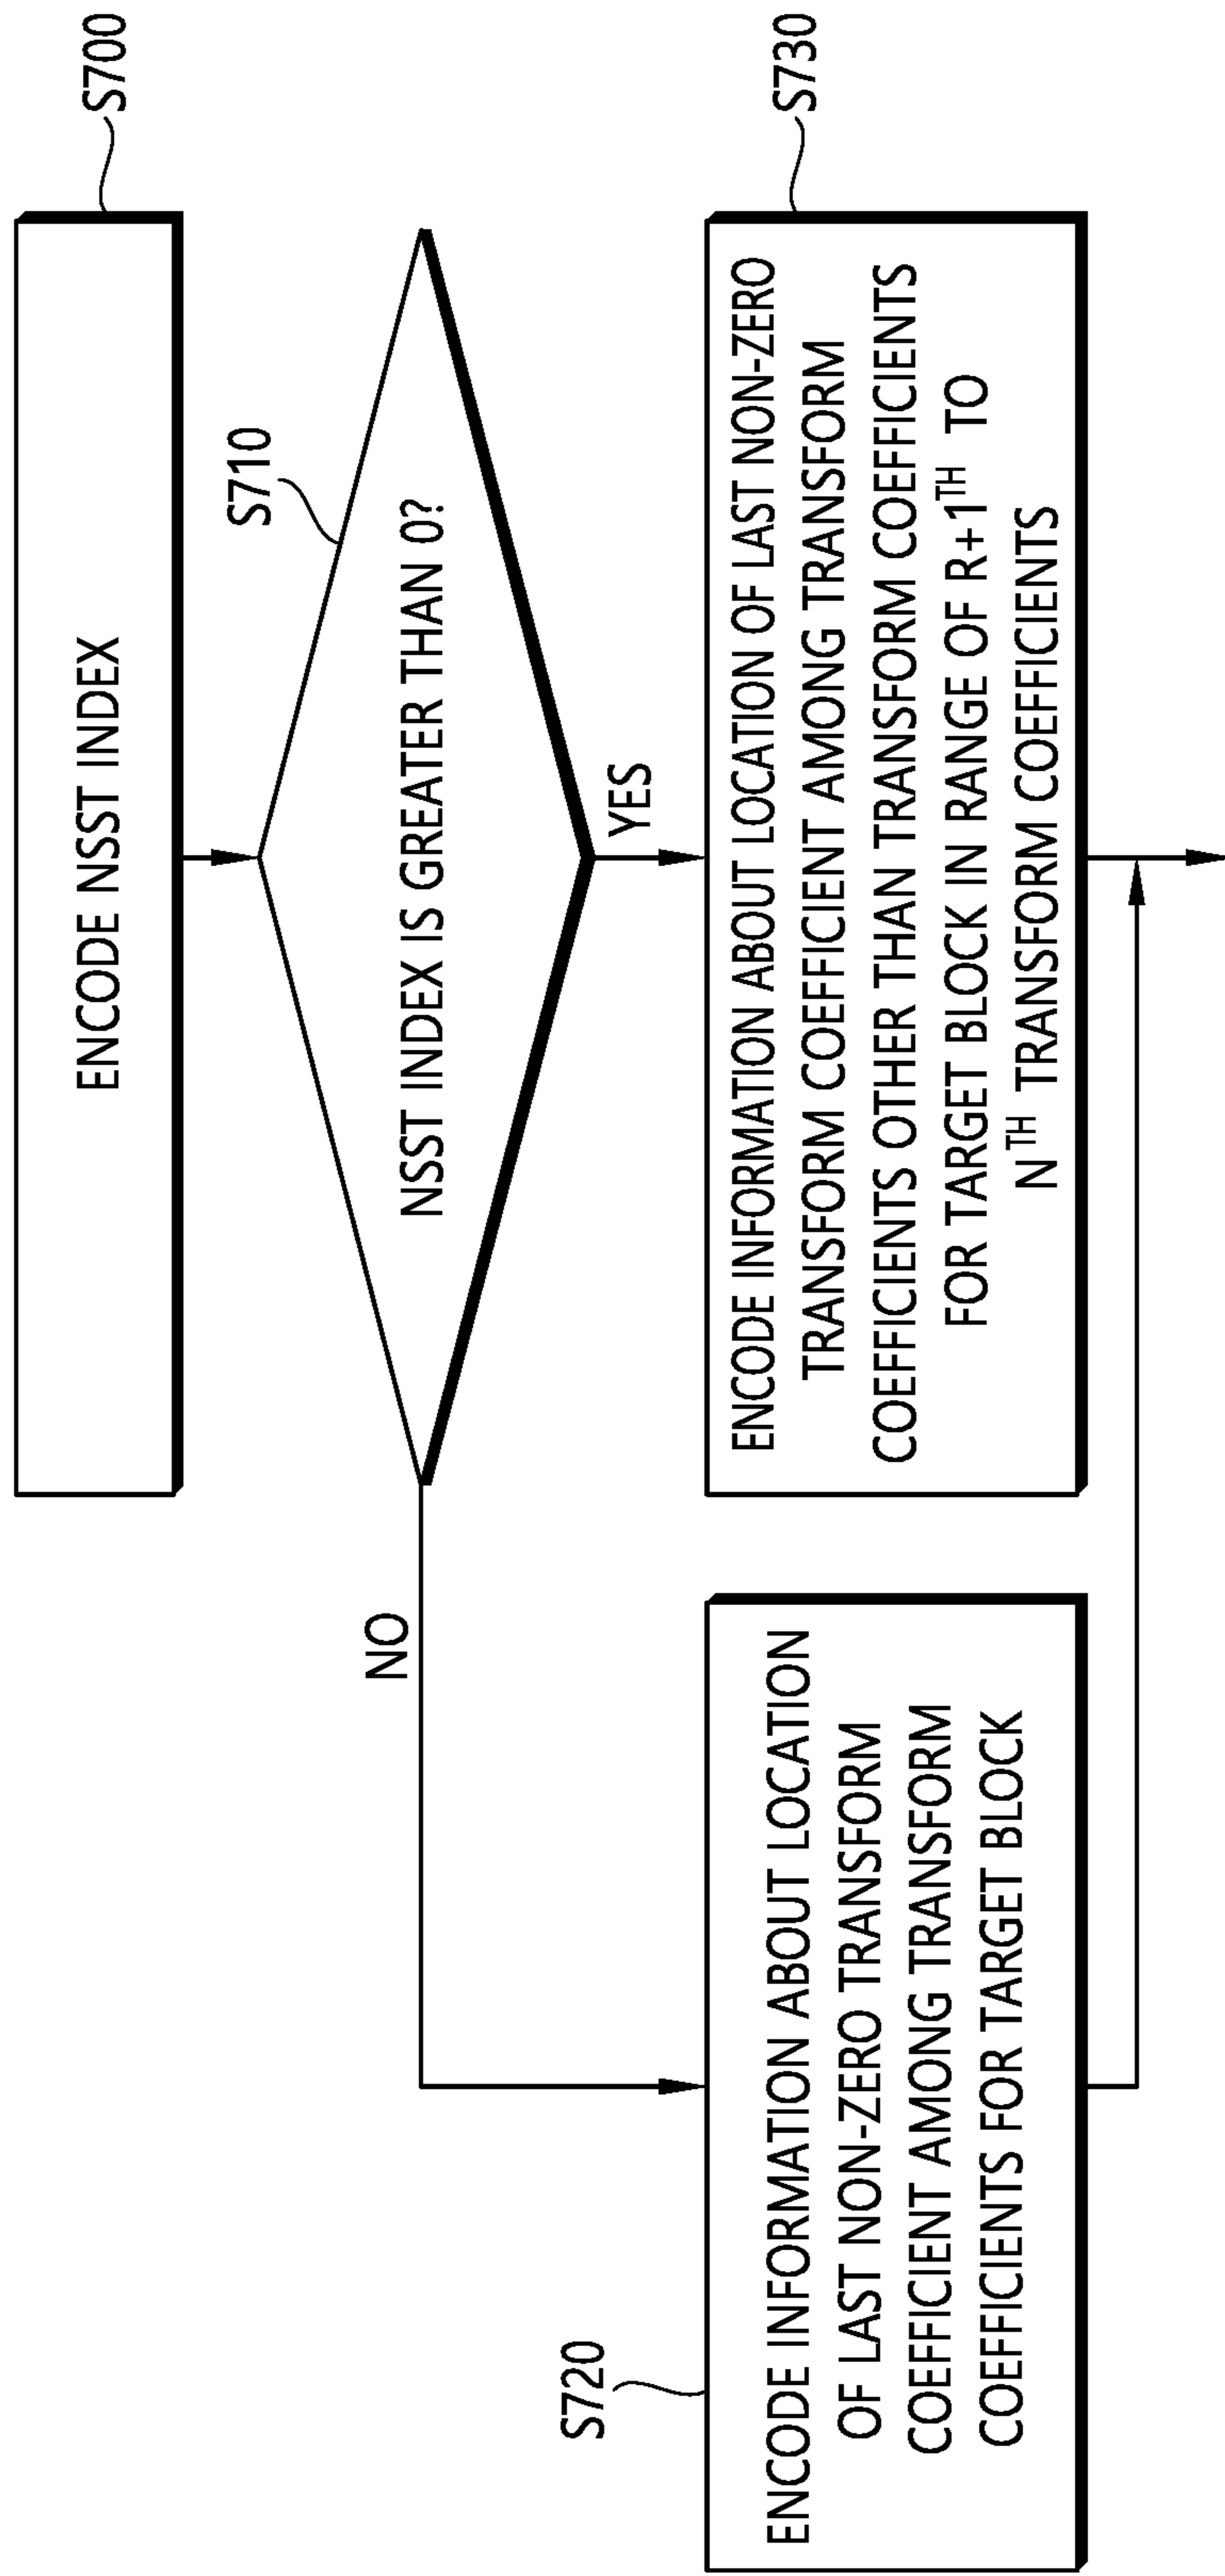 S700
ENCODE NSST INDEX
S710
NSST INDEX IS GREATER THAN 0?
NO
YES
S720
ENCODE INFORMATION ABOUT LOCATION
OF LAST NON-ZERO TRANSFORM
COEFFICIENT AMONG TRANSFORM
COEFFICIENTS FOR TARGET BLOCK
S730
ENCODE INFORMATION ABOUT LOCATION OF LAST NON-ZERO
TRANSFORM COEFFICIENT AMONG TRANSFORM
COEFFICIENTS OTHER THAN TRANSFORM COEFFICIENTS
FOR TARGET BLOCK IN RANGE OF R+1TH TO
NTH TRANSFORM COEFFICIENTS